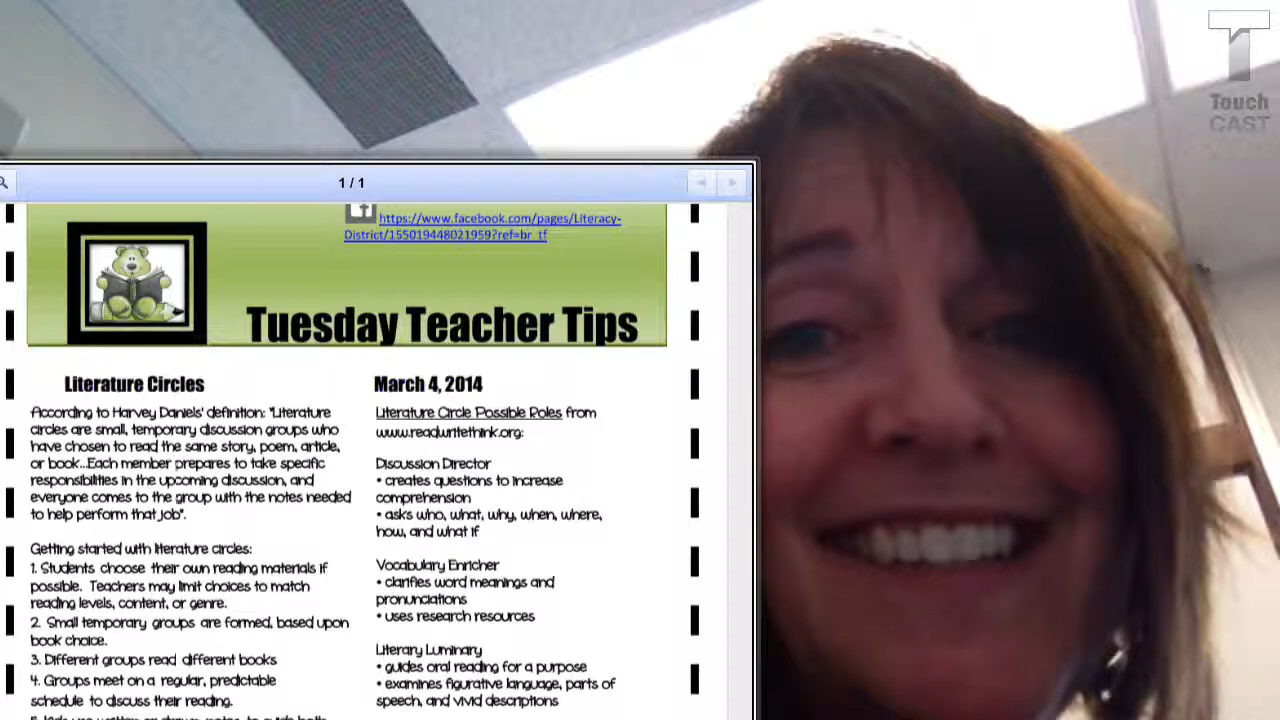 Touch
CAST
1 / 1
https://www.facebook.com/pages/Literacy-
District/155019448021959?ref=br_tf
Tuesday Teacher Tips
Literature Circles
According to Harvey Daniels' definition: "Literature
circles are small, temporary discussion groups who
have chosen to read the same story, poem, article,
or book...Each member prepares to take specific
responsibilities in the upcoming discussion, and
everyone comes to the group with the notes needed
to help perform that job".
Getting started with literature circles:
1. Students choose their own reading materials if
possible. Teachers may limit choices to match
reading levels, content, or genre.
2. Small temporary groups are formed, based upon
book choice.
3. Different groups read different books
4. Groups meet on a regular, predictable
schedule to discuss their reading.
March 4, 2014
Literature Circle Possible Roles from
www.readwritethink.org:
Discussion Director
• creates questions to increase
comprehension
• asks who, what, why, when, where,
how, and what if
Vocabulary Enricher
• clarifies word meanings and
pronunciations
• uses research resources
Literary Luminary
• guides oral reading for a purpose
• examines figurative language, parts of
speech, and vivid descriptions